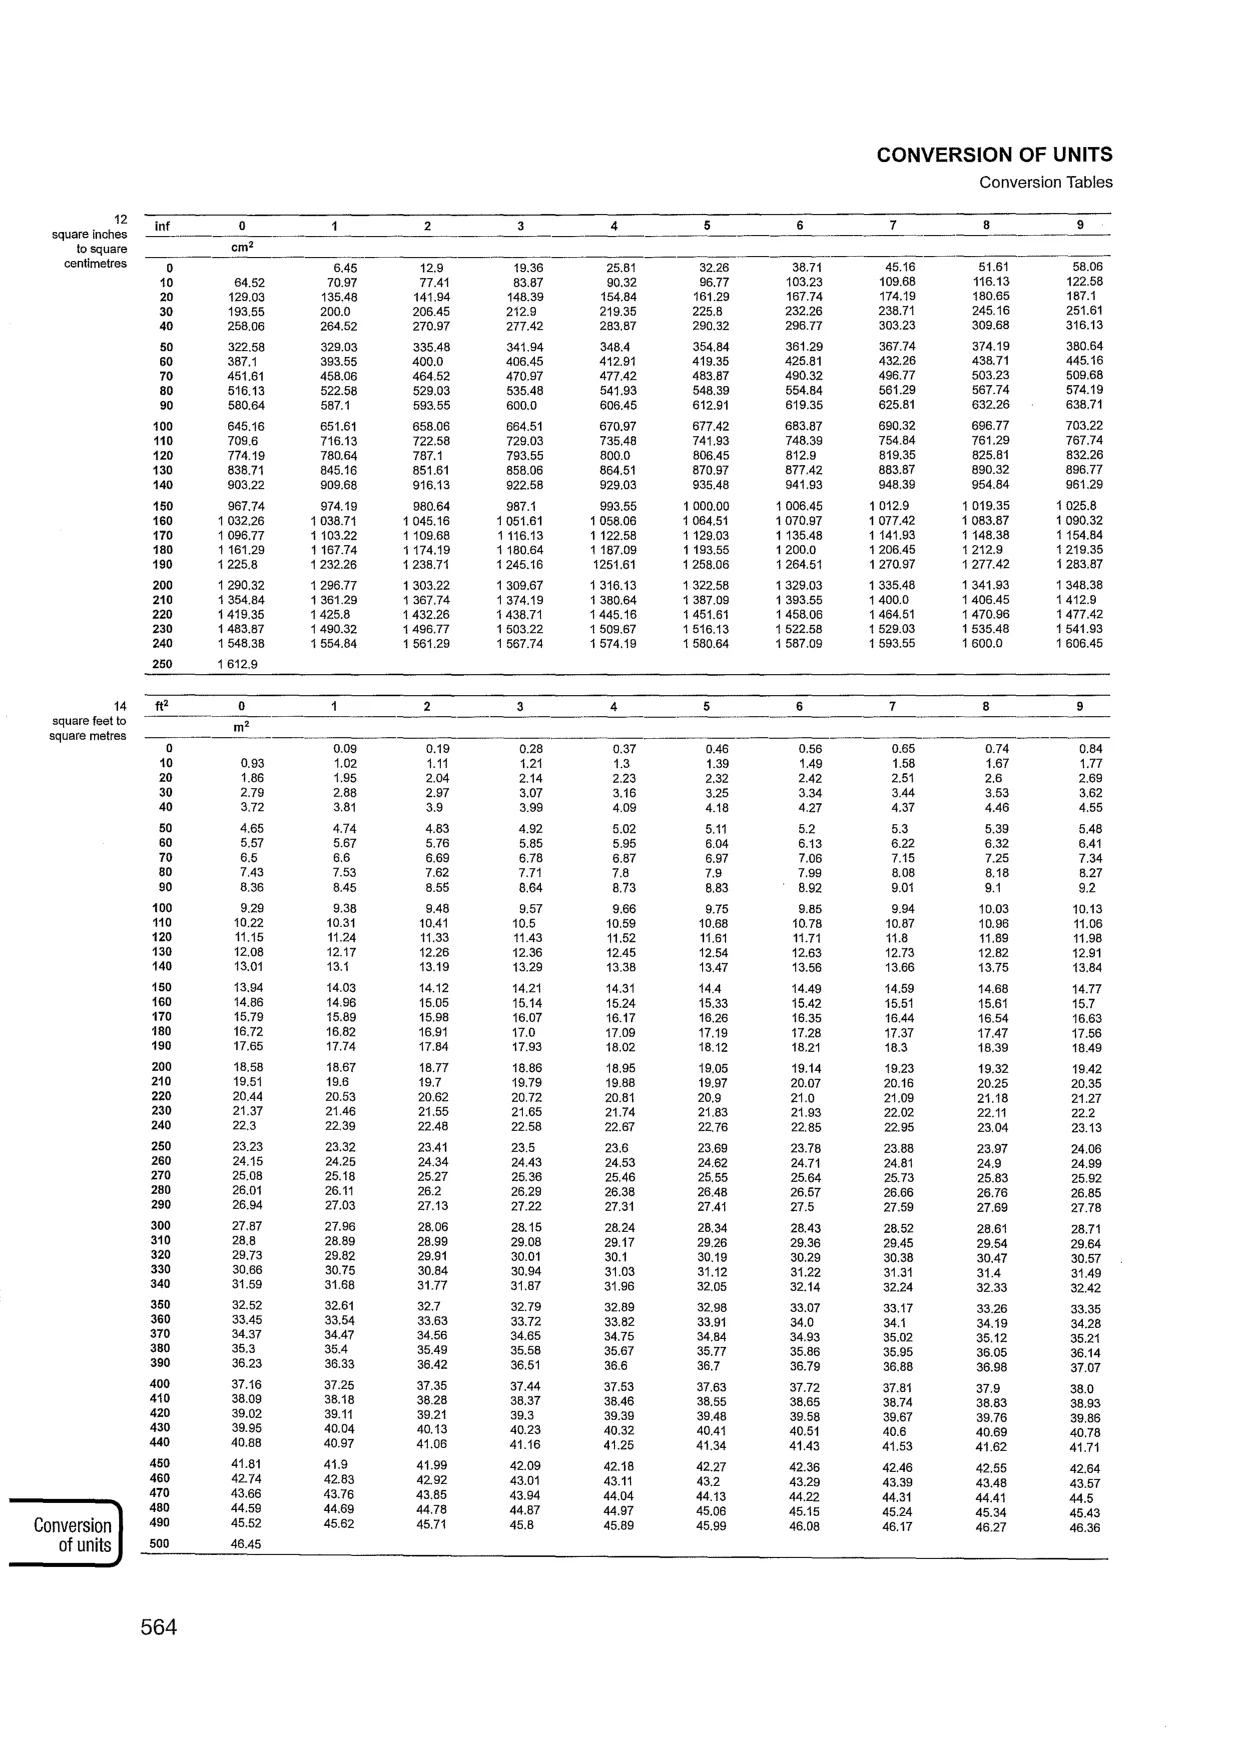 CONVERSION OF UNITS
Conversion Tables
12
square inches
to square
centimetres
inf 0 1 2 3 4 5 6 7 8 9
cm²
0 6.45 12.9 19.36 25.81 32.26 38.71 45.16 51.61 58.06
10 64.52 70.97 77.41 83.87 90.32 96.77 103.23 109.68 116.13 122.58
20 129.03 135.48 141.94 148.39 154.84 161.29 167.74 174.19 180.65 187.1
30 193.55 200.0 206.45 212.9 219.35 225.8 232.26 238.71 245.16 251.61
40 258.06 264.52 270.97 277.42 283.87 290.32 296.77 303.23 309.68 316.13
50 322.58 329.03 335.48 341.94 348.4 354.84 361.29 367.74 374.19 380.64
60 387.1 393.55 400.0 406.45 412.91 419.35 425.81 432.26 438.71 445.16
70 451.61 458.06 464.52 470.97 477.42 483.87 490.32 496.77 503.23 509.68
80 516.13 522.58 529.03 535.48 541.93 548.39 554.84 561.29 567.74 574.19
90 580.64 587.1 593.55 600.0 606.45 612.91 619.35 625.81 632.26 638.71
100 645.16 651.61 658.06 664.51 670.97 677.42 683.87 690.32 696.77 703.22
110 709.6 716.13 722.58 729.03 735.48 741.93 748.39 754.84 761.29 767.74
120 774.19 780.64 787.1 793.55 800.0 806.45 812.9 819.35 825.81 832.26
130 838.71 845.16 851.61 858.06 864.51 870.97 877.42 883.87 890.32 896.77
140 903.22 909.68 916.13 922.58 929.03 935.48 941.93 948.39 954.84 961.29
150 967.74 974.19 980.64 987.1 993.55 1 000.00 1 006.45 1 012.9 1 019.35 1 025.8
160 1 032.26 1 038.71 1 045.16 1 051.61 1 058.06 1 064.51 1 070.97 1 077.42 1 083.87 1 090.32
170 1 096.77 1 103.22 1 109.68 1 116.13 1 122.58 1 129.03 1 135.48 1 141.93 1 148.38 1 154.84
180 1 161.29 1 167.74 1 174.19 1 180.64 1 187.09 1 193.55 1 200.0 1 206.45 1 212.9 1 219.35
190 1 225.8 1 232.26 1 238.71 1 245.16 1251.61 1 258.06 1 264.51 1 270.97 1 277.42 1 283.87
200 1 290.32 1 296.77 1 303.22 1 309.67 1 316.13 1 322.58 1 329.03 1 335.48 1 341.93 1 348.38
210 1 354.84 1 361.29 1 367.74 1 374.19 1 380.64 1 387.09 1 393.55 1 400.0 1 406.45 1 412.9
220 1 419.35 1 425.8 1 432.26 1 438.71 1 445.16 1 451.61 1 458.06 1 464.51 1 470.96 1 477.42
230 1 483.87 1 490.32 1 496.77 1 503.22 1 509.67 1 516.13 1 522.58 1 529.03 1 535.48 1 541.93
240 1 548.38 1 554.84 1 561.29 1 567.74 1 574.19 1 580.64 1 587.09 1 593.55 1 600.0 1 606.45
250 1 612.9
14
square feet to
square metres
ft² 0 1 2 3 4 5 6 7 8 9
m²
0 0.09 0.19 0.28 0.37 0.46 0.56 0.65 0.74 0.84
10 0.93 1.02 1.11 1.21 1.3 1.39 1.49 1.58 1.67 1.77
20 1.86 1.95 2.04 2.14 2.23 2.32 2.42 2.51 2.6 2.69
30 2.79 2.88 2.97 3.07 3.16 3.25 3.34 3.44 3.53 3.62
40 3.72 3.81 3.9 3.99 4.09 4.18 4.27 4.37 4.46 4.55
50 4.65 4.74 4.83 4.92 5.02 5.11 5.2 5.3 5.39 5.48
60 5.57 5.67 5.76 5.85 5.95 6.04 6.13 6.22 6.32 6.41
70 6.5 6.6 6.69 6.78 6.87 6.97 7.06 7.15 7.25 7.34
80 7.43 7.53 7.62 7.71 7.8 7.9 7.99 8.08 8.18 8.27
90 8.36 8.45 8.55 8.64 8.73 8.83 8.92 9.01 9.1 9.2
100 9.29 9.38 9.48 9.57 9.66 9.75 9.85 9.94 10.03 10.13
110 10.22 10.31 10.41 10.5 10.59 10.68 10.78 10.87 10.96 11.06
120 11.15 11.24 11.33 11.43 11.52 11.61 11.71 11.8 11.89 11.98
130 12.08 12.17 12.26 12.36 12.45 12.54 12.63 12.73 12.82 12.91
140 13.01 13.1 13.19 13.29 13.38 13.47 13.56 13.66 13.75 13.84
150 13.94 14.03 14.12 14.21 14.31 14.4 14.49 14.59 14.68 14.77
160 14.86 14.96 15.05 15.14 15.24 15.33 15.42 15.51 15.61 15.7
170 15.79 15.89 15.98 16.07 16.17 16.26 16.35 16.44 16.54 16.63
180 16.72 16.82 16.91 17.0 17.09 17.19 17.28 17.37 17.47 17.56
190 17.65 17.74 17.84 17.93 18.02 18.12 18.21 18.3 18.39 18.49
200 18.58 18.67 18.77 18.86 18.95 19.05 19.14 19.23 19.32 19.42
210 19.51 19.6 19.7 19.79 19.88 19.97 20.07 20.16 20.25 20.35
220 20.44 20.53 20.62 20.72 20.81 20.9 21.0 21.09 21.18 21.27
230 21.37 21.46 21.55 21.65 21.74 21.83 21.93 22.02 22.11 22.2
240 22.3 22.39 22.48 22.58 22.67 22.76 22.85 22.95 23.04 23.13
250 23.23 23.32 23.41 23.5 23.6 23.69 23.78 23.88 23.97 24.06
260 24.15 24.25 24.34 24.43 24.53 24.62 24.71 24.81 24.9 24.99
270 25.08 25.18 25.27 25.36 25.46 25.55 25.64 25.73 25.83 25.92
280 26.01 26.11 26.2 26.29 26.38 26.48 26.57 26.66 26.76 26.85
290 26.94 27.03 27.13 27.22 27.31 27.41 27.5 27.59 27.69 27.78
300 27.87 27.96 28.06 28.15 28.24 28.34 28.43 28.52 28.61 28.71
310 28.8 28.89 28.99 29.08 29.17 29.26 29.36 29.45 29.54 29.64
320 29.73 29.82 29.91 30.01 30.1 30.19 30.29 30.38 30.47 30.57
330 30.66 30.75 30.84 30.94 31.03 31.12 31.22 31.31 31.4 31.49
340 31.59 31.68 31.77 31.87 31.96 32.05 32.14 32.24 32.33 32.42
350 32.52 32.61 32.7 32.79 32.89 32.98 33.07 33.17 33.26 33.35
360 33.45 33.54 33.63 33.72 33.82 33.91 34.0 34.1 34.19 34.28
370 34.37 34.47 34.56 34.65 34.75 34.84 34.93 35.02 35.12 35.21
380 35.3 35.4 35.49 35.58 35.67 35.77 35.86 35.95 36.05 36.14
390 36.23 36.33 36.42 36.51 36.6 36.7 36.79 36.88 36.98 37.07
400 37.16 37.25 37.35 37.44 37.53 37.63 37.72 37.81 37.9 38.0
410 38.09 38.18 38.28 38.37 38.46 38.55 38.65 38.74 38.83 38.93
420 39.02 39.11 39.21 39.3 39.39 39.48 39.58 39.67 39.76 39.86
430 39.95 40.04 40.13 40.23 40.32 40.41 40.51 40.6 40.69 40.78
440 40.88 40.97 41.06 41.16 41.25 41.34 41.43 41.53 41.62 41.71
450 41.81 41.9 41.99 42.09 42.18 42.27 42.36 42.46 42.55 42.64
460 42.74 42.83 42.92 43.01 43.11 43.2 43.29 43.39 43.48 43.57
470 43.66 43.76 43.85 43.94 44.04 44.13 44.22 44.31 44.41 44.5
480 44.59 44.69 44.78 44.87 44.97 45.06 45.15 45.24 45.34 45.43
490 45.52 45.62 45.71 45.8 45.89 45.99 46.08 46.17 46.27 46.36
500 46.45
Conversion
of units
564